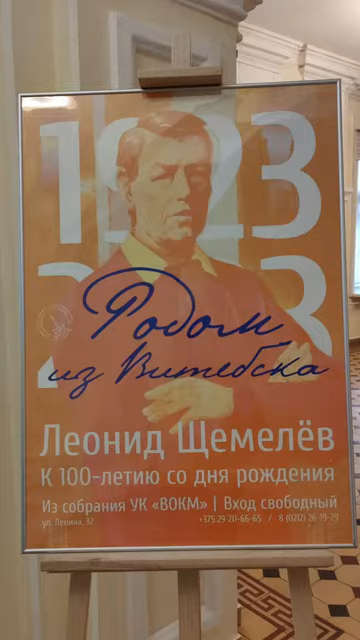 1923
2023
Родом
из Витебска
Леонид Щемелёв
К 100-летию со дня рождения
Из собрания УК «ВОКМ» | Вход свободный
ул. Ленина, 32 +375 29 211-66-65 / 8 (0212) 26-19-29